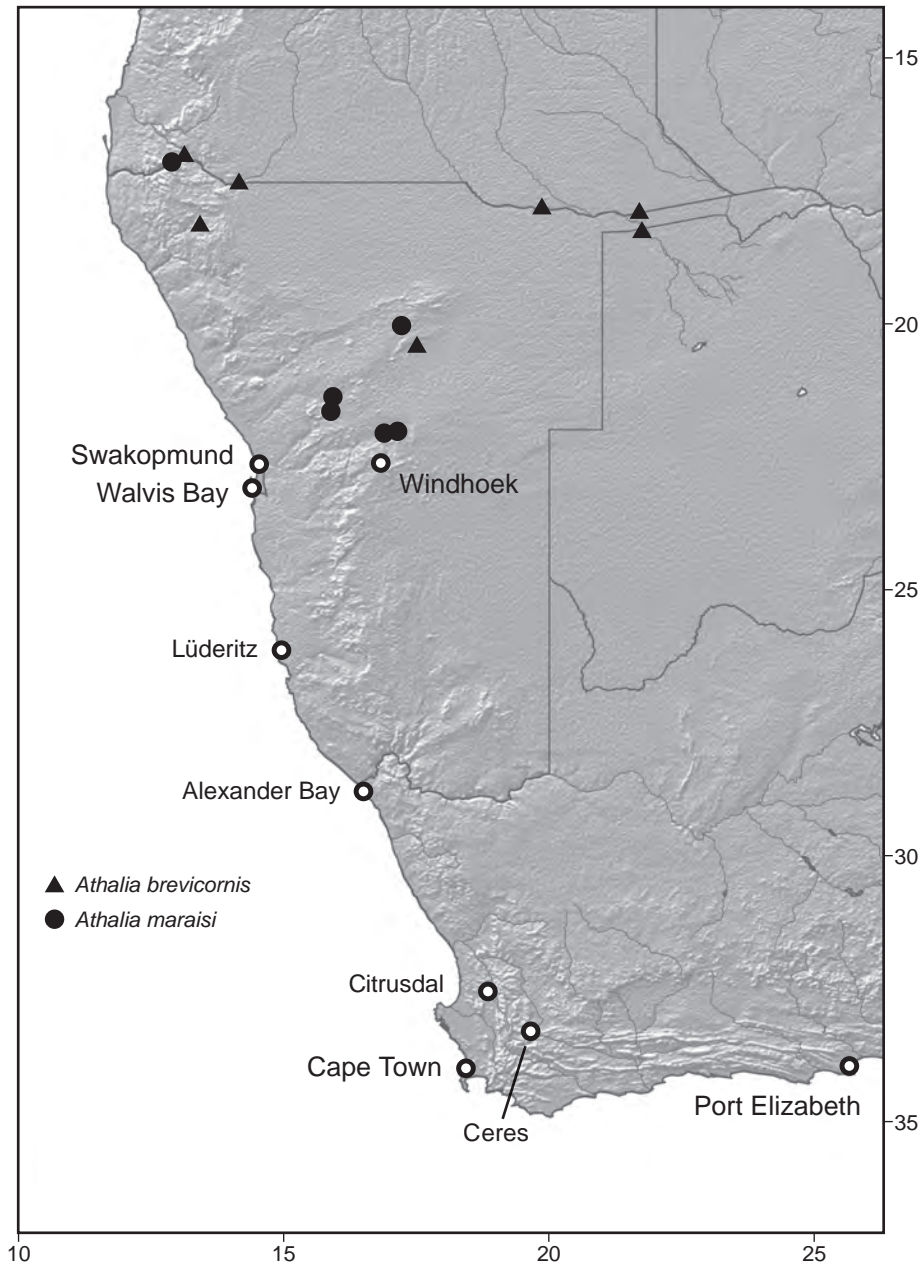 15
20
Swakopmund
Walvis Bay
Windhoek
25
Lüderitz
Alexander Bay
30
Athalia brevicornis
Athalia maraisi
Citrusdal
Cape Town
Port Elizabeth
35
Ceres
10 15 20 25